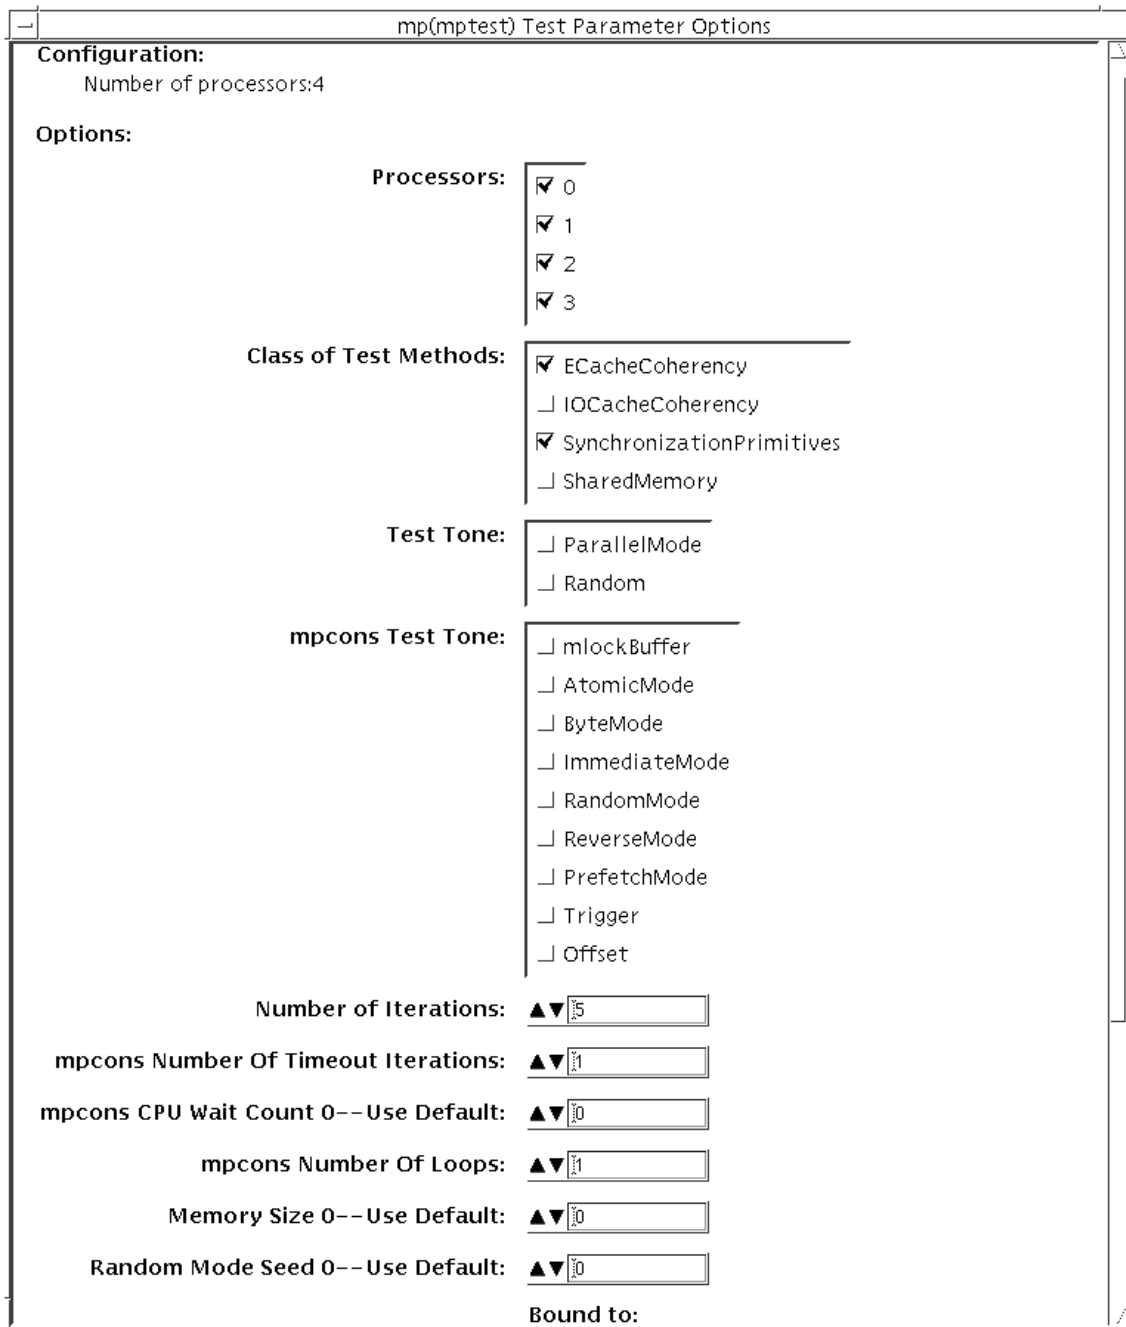 mp(mptest) Test Parameter Options
Configuration:
Number of processors:4
Options:
Processors:
0
1
2
3
Class of Test Methods:
ECacheCoherency
IOCacheCoherency
SynchronizationPrimitives
SharedMemory
Test Tone:
ParallelMode
Random
mpcons Test Tone:
mlockBuffer
AtomicMode
ByteMode
ImmediateMode
RandomMode
ReverseMode
PrefetchMode
Trigger
Offset
Number of Iterations: 5
mpcons Number Of Timeout Iterations: 1
mpcons CPU Wait Count 0--Use Default: 0
mpcons Number Of Loops: 1
Memory Size 0--Use Default: 0
Random Mode Seed 0--Use Default: 0
Bound to: